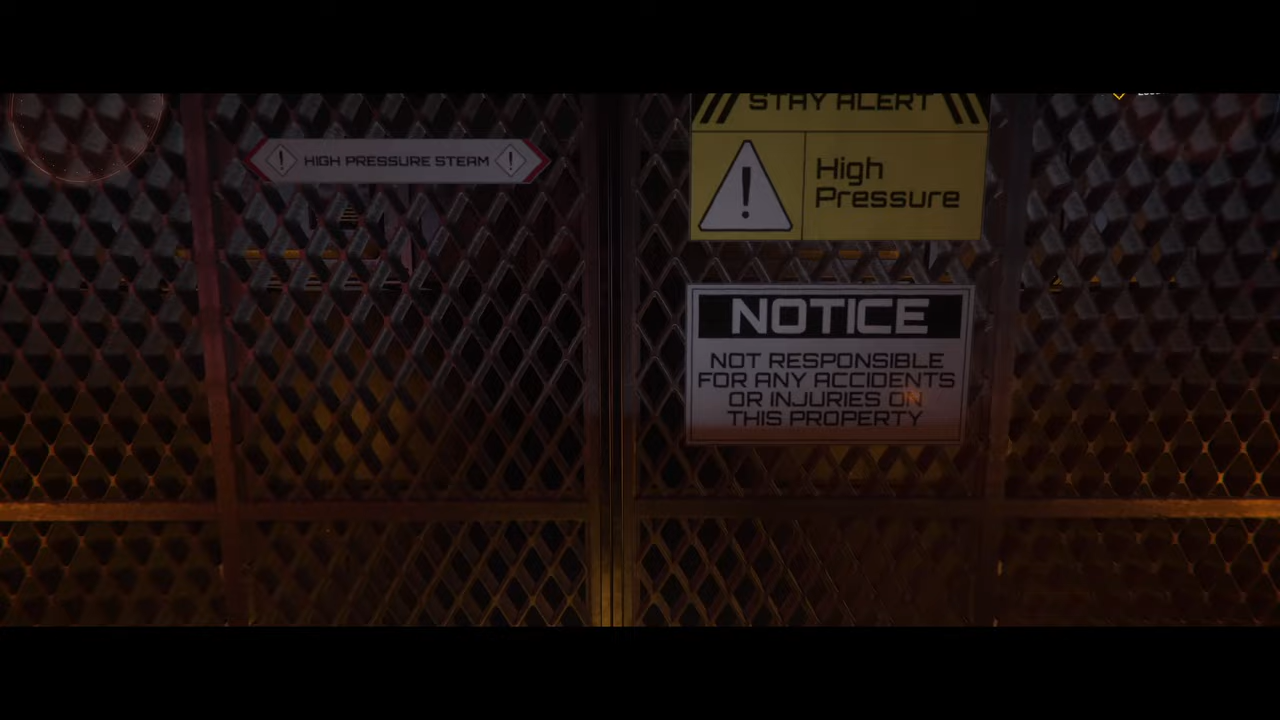 STAY ALERT
HIGH PRESSURE STEAM
High
Pressure
NOTICE
NOT RESPONSIBLE
FOR ANY ACCIDENTS
OR INJURIES ON
THIS PROPERTY